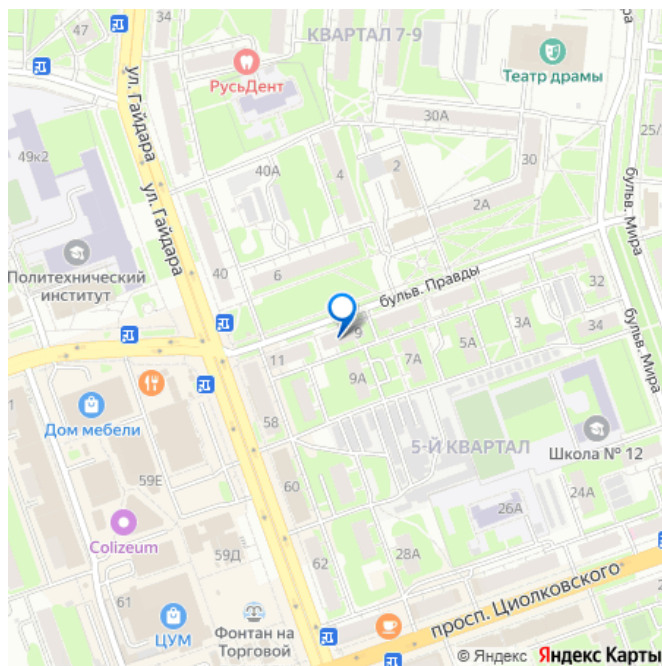 47
КВАРТАЛ 7-9
РусьДент
Театр драмы
ул. Гайдара
49к2
30А
25/
40А
4
2
30
ул. Гайдара
2А
бульв. Мира
Политехнический
институт
40
6
бульв. Правды
32
9
3А
34
5А
11
7А
бульв. Мира
9А
Дом мебели
58
5-Й КВАРТАЛ
Школа № 12
59Е
60
24А
26А
Colizeum
59Д
28А
62
61
просп. Циолковского
ЦУМ
Фонтан на
Торговой
© Яндекс Яндекс Карты